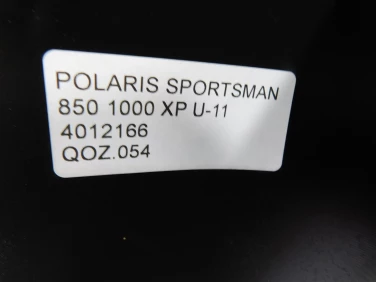 POLARIS SPORTSMAN
850 1000 XP U-11
4012166
QOZ.054